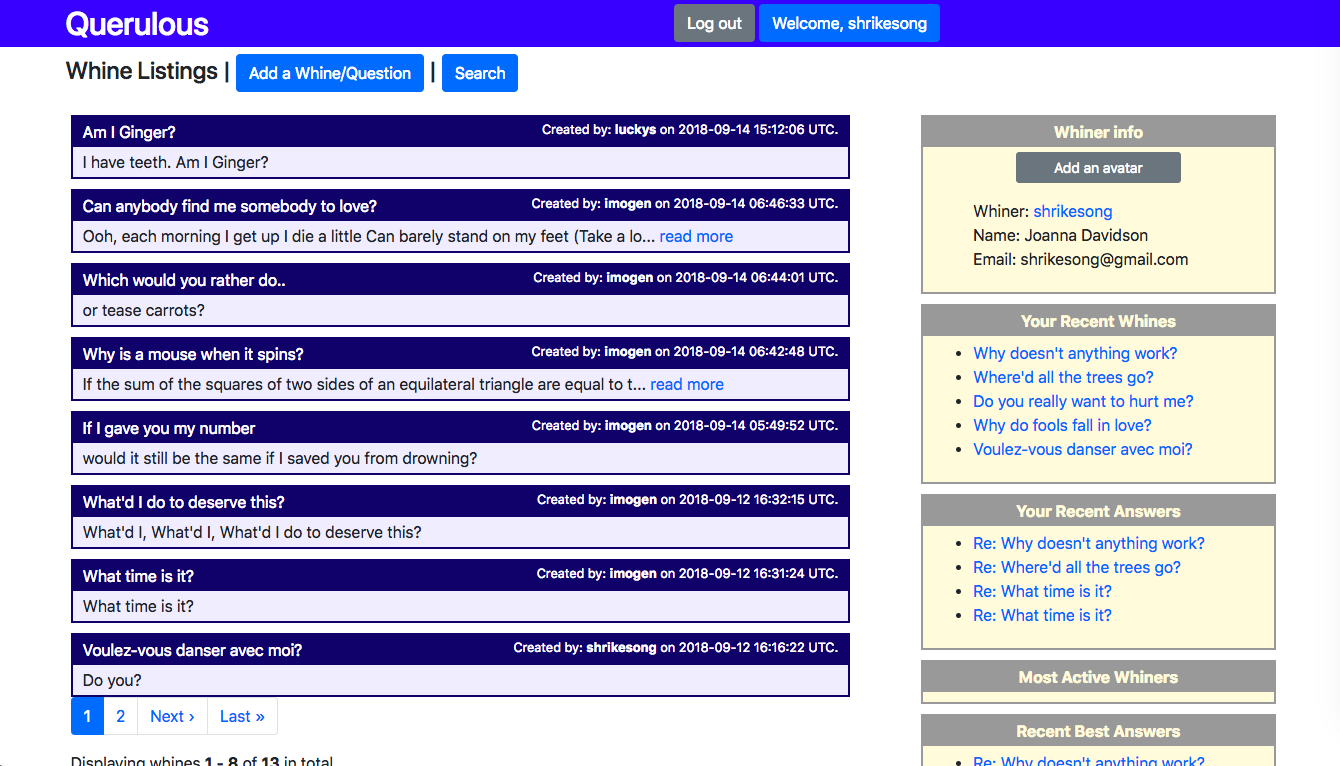 Querulous
Log out
Welcome, shrikesong
Whine Listings | Add a Whine/Question | Search
Am I Ginger? Created by: luckys on 2018-09-14 15:12:06 UTC.
I have teeth. Am I Ginger?
Can anybody find me somebody to love? Created by: imogen on 2018-09-14 06:46:33 UTC.
Ooh, each morning I get up I die a little Can barely stand on my feet (Take a lo... read more
Which would you rather do.. Created by: imogen on 2018-09-14 06:44:01 UTC.
or tease carrots?
Why is a mouse when it spins? Created by: imogen on 2018-09-14 06:42:48 UTC.
If the sum of the squares of two sides of an equilateral triangle are equal to t... read more
If I gave you my number Created by: imogen on 2018-09-14 05:49:52 UTC.
would it still be the same if I saved you from drowning?
What'd I do to deserve this? Created by: imogen on 2018-09-12 16:32:15 UTC.
What'd I, What'd I, What'd I do to deserve this?
What time is it? Created by: imogen on 2018-09-12 16:31:24 UTC.
What time is it?
Voulez-vous danser avec moi? Created by: shrikesong on 2018-09-12 16:16:22 UTC.
Do you?
1 2 Next › Last »
Displaying whines 1 - 8 of 13 in total
Whiner info
Add an avatar
Whiner: shrikesong
Name: Joanna Davidson
Email: shrikesong@gmail.com
Your Recent Whines
• Why doesn't anything work?
• Where'd all the trees go?
• Do you really want to hurt me?
• Why do fools fall in love?
• Voulez-vous danser avec moi?
Your Recent Answers
• Re: Why doesn't anything work?
• Re: Where'd all the trees go?
• Re: What time is it?
• Re: What time is it?
Most Active Whiners
Recent Best Answers
• Re: Why doesn't anything work?